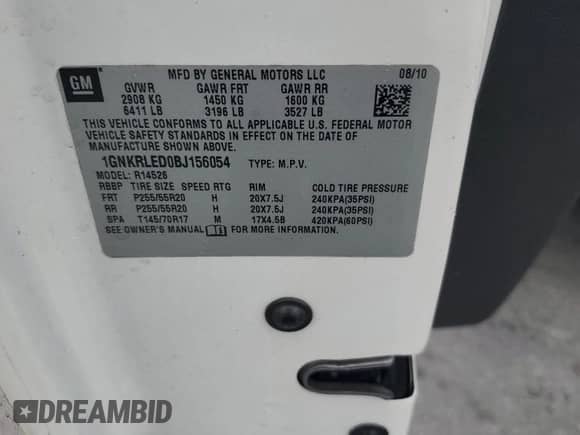 GM
MFD BY GENERAL MOTORS LLC 08/10
GVWR GAWR FRT GAWR RR
2908 KG 1450 KG 1600 KG
6411 LB 3196 LB 3527 LB
THIS VEHICLE CONFORMS TO ALL APPLICABLE U.S. FEDERAL MOTOR
VEHICLE SAFETY STANDARDS IN EFFECT ON THE DATE OF
MANUFACTURE SHOWN ABOVE.
1GNKRLED0BJ156054 TYPE: M.P.V.
MODEL: R14526
RBBP TIRE SIZE SPEED RTG RIM COLD TIRE PRESSURE
FRT P255/55R20 H 20X7.5J 240KPA(35PSI)
RR P255/55R20 H 20X7.5J 240KPA(35PSI)
SPA T145/70R17 M 17X4.5B 420KPA(60PSI)
SEE OWNER'S MANUAL FOR MORE INFORMATION.
DREAMBID